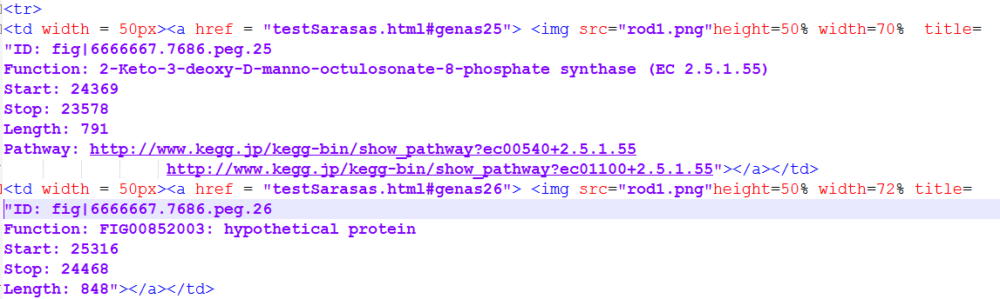 <tr>
<td width = 50px><a href = "testSarasas.html#genas25"> <img src="rod1.png"height=50% width=70%  title=
"ID: fig|6666667.7686.peg.25
Function: 2-Keto-3-deoxy-D-manno-octulosonate-8-phosphate synthase (EC 2.5.1.55)
Start: 24369
Stop: 23578
Length: 791
Pathway: http://www.kegg.jp/kegg-bin/show_pathway?ec00540+2.5.1.55
http://www.kegg.jp/kegg-bin/show_pathway?ec01100+2.5.1.55"></a></td>
<td width = 50px><a href = "testSarasas.html#genas26"> <img src="rod1.png"height=50% width=72% title=
"ID: fig|6666667.7686.peg.26
Function: FIG00852003: hypothetical protein
Start: 25316
Stop: 24468
Length: 848"></a></td>